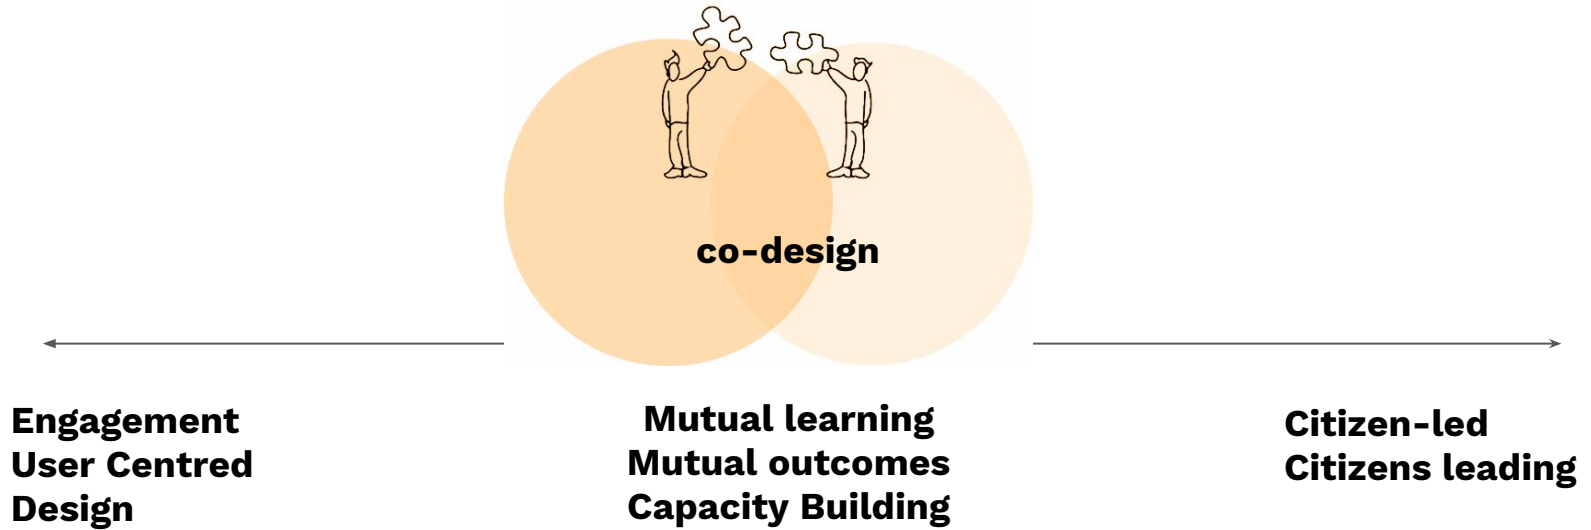 co-design
Engagement
User Centred
Design
Mutual learning
Mutual outcomes
Capacity Building
Citizen-led
Citizens leading